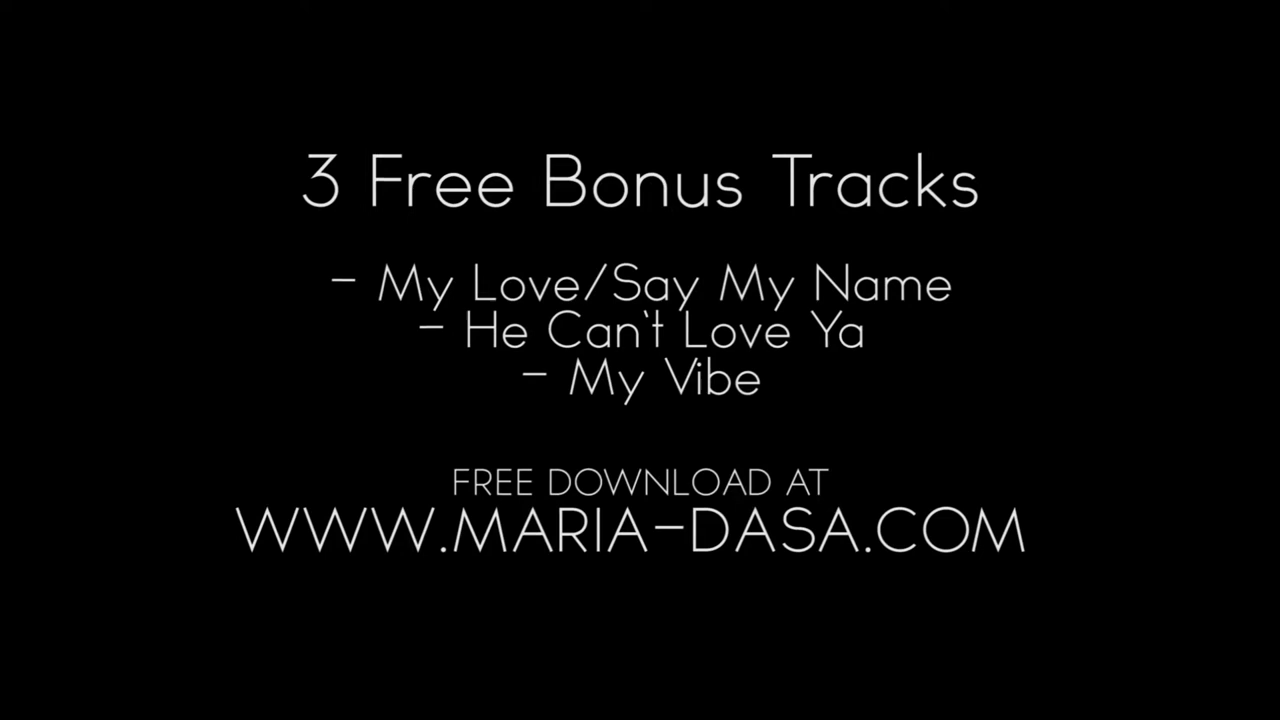 3 Free Bonus Tracks
- My Love/Say My Name
- He Can't Love Ya
- My Vibe
FREE DOWNLOAD AT
WWW.MARIA-DASA.COM